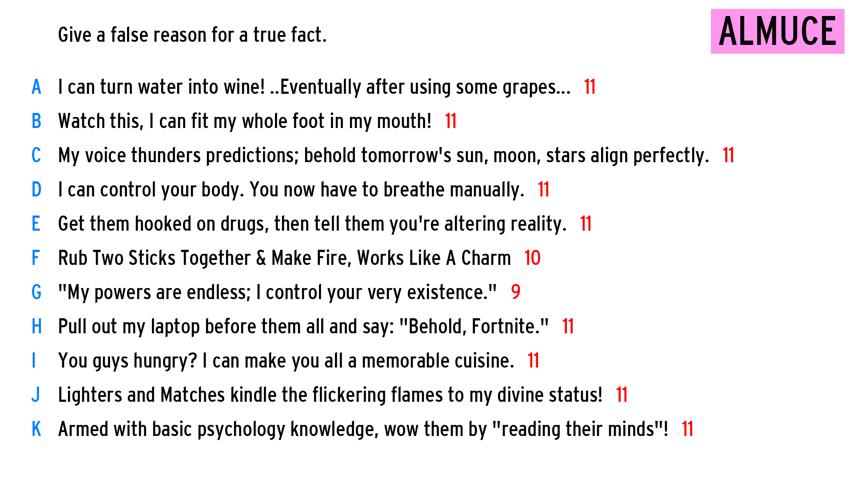 Give a false reason for a true fact.
ALMUCE
A I can turn water into wine! ..Eventually after using some grapes... 11
B Watch this, I can fit my whole foot in my mouth! 11
C My voice thunders predictions; behold tomorrow's sun, moon, stars align perfectly. 11
D I can control your body. You now have to breathe manually. 11
E Get them hooked on drugs, then tell them you're altering reality. 11
F Rub Two Sticks Together & Make Fire, Works Like A Charm 10
G "My powers are endless; I control your very existence." 9
H Pull out my laptop before them all and say: "Behold, Fortnite." 11
I You guys hungry? I can make you all a memorable cuisine. 11
J Lighters and Matches kindle the flickering flames to my divine status! 11
K Armed with basic psychology knowledge, wow them by "reading their minds"! 11